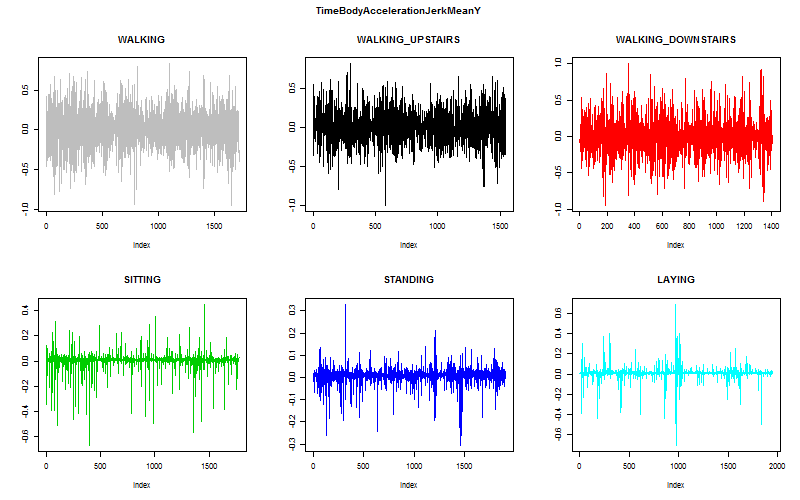 TimeBodyAccelerationJerkMeanY
WALKING
0.5
0.0
-0.5
-1.0
0 500 1000 1500
Index
WALKING_UPSTAIRS
0.5
0.0
-0.5
-1.0
0 500 1000 1500
Index
WALKING_DOWNSTAIRS
1.0
0.5
0.0
-0.5
-1.0
0 200 400 600 800 1000 1200 1400
Index
SITTING
0.4
0.2
0.0
-0.2
-0.4
-0.6
0 500 1000 1500
Index
STANDING
0.3
0.2
0.1
0.0
-0.1
-0.2
-0.3
0 500 1000 1500
Index
LAYING
0.6
0.4
0.2
0.0
-0.2
-0.4
-0.6
0 500 1000 1500 2000
Index